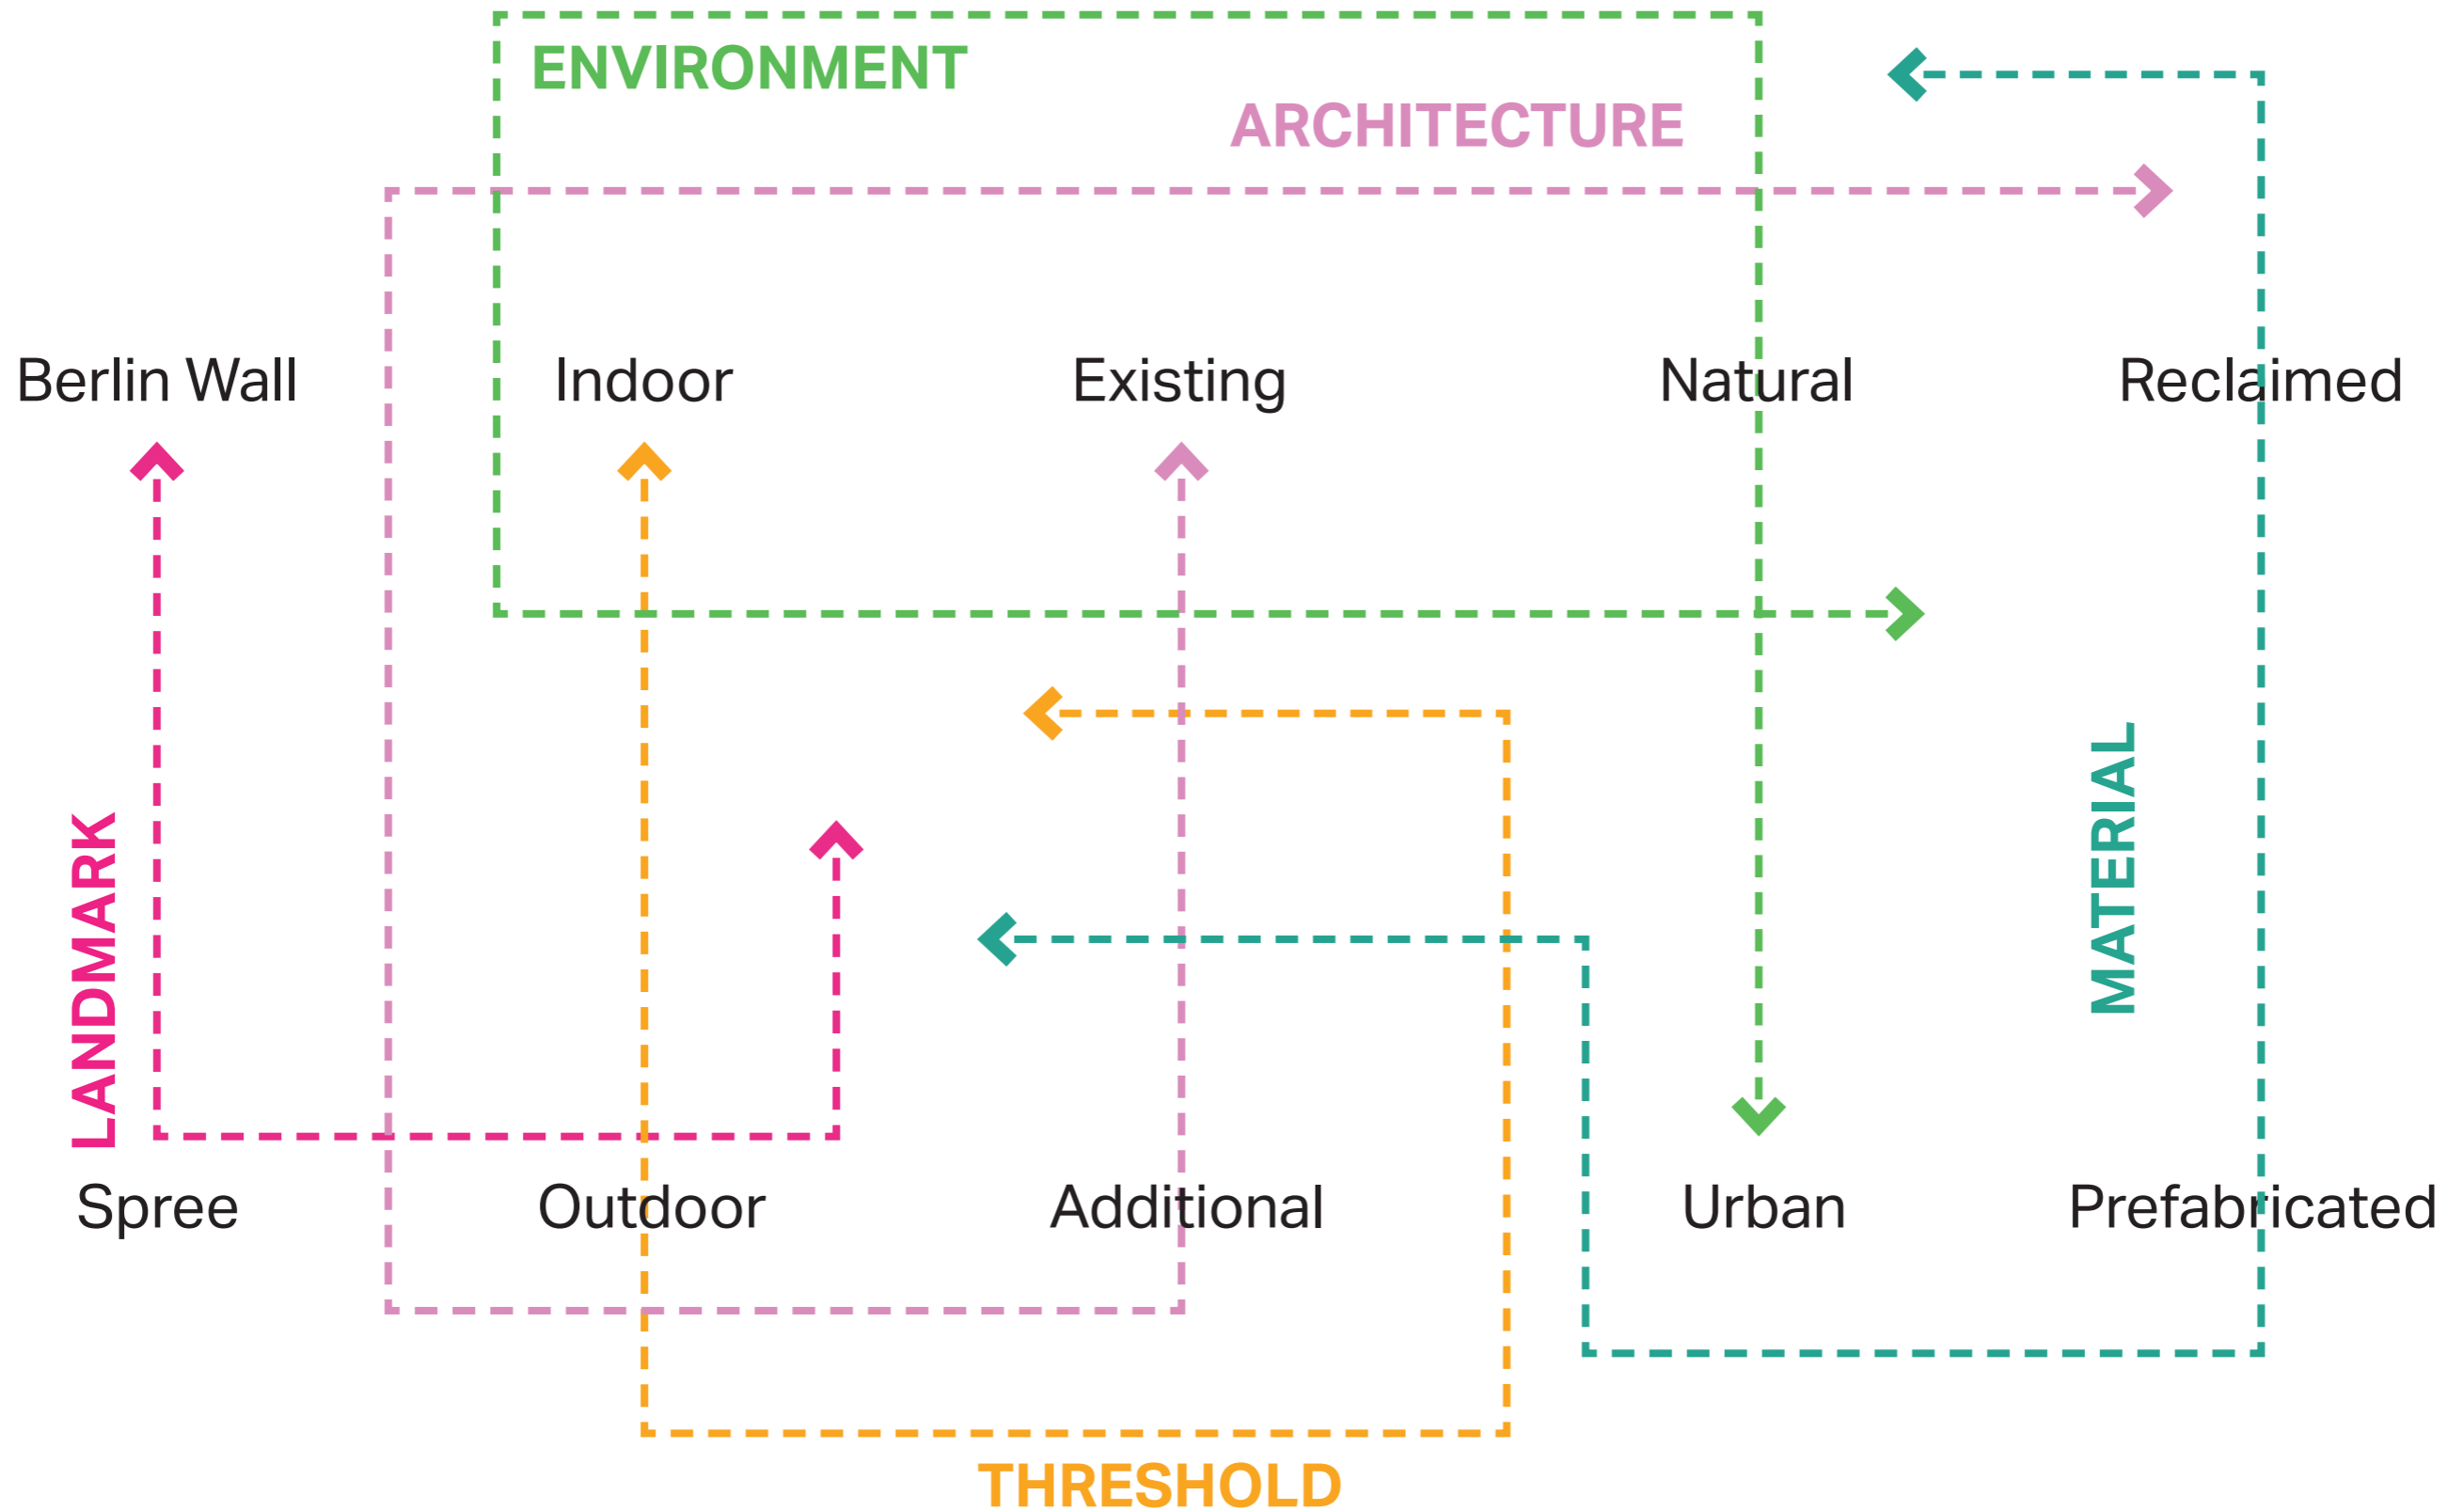 ENVIRONMENT
ARCHITECTURE
Berlin Wall
Indoor
Existing
Natural
Reclaimed
LANDMARK
MATERIAL
Spree
Outdoor
Additional
Urban
Prefabricated
THRESHOLD